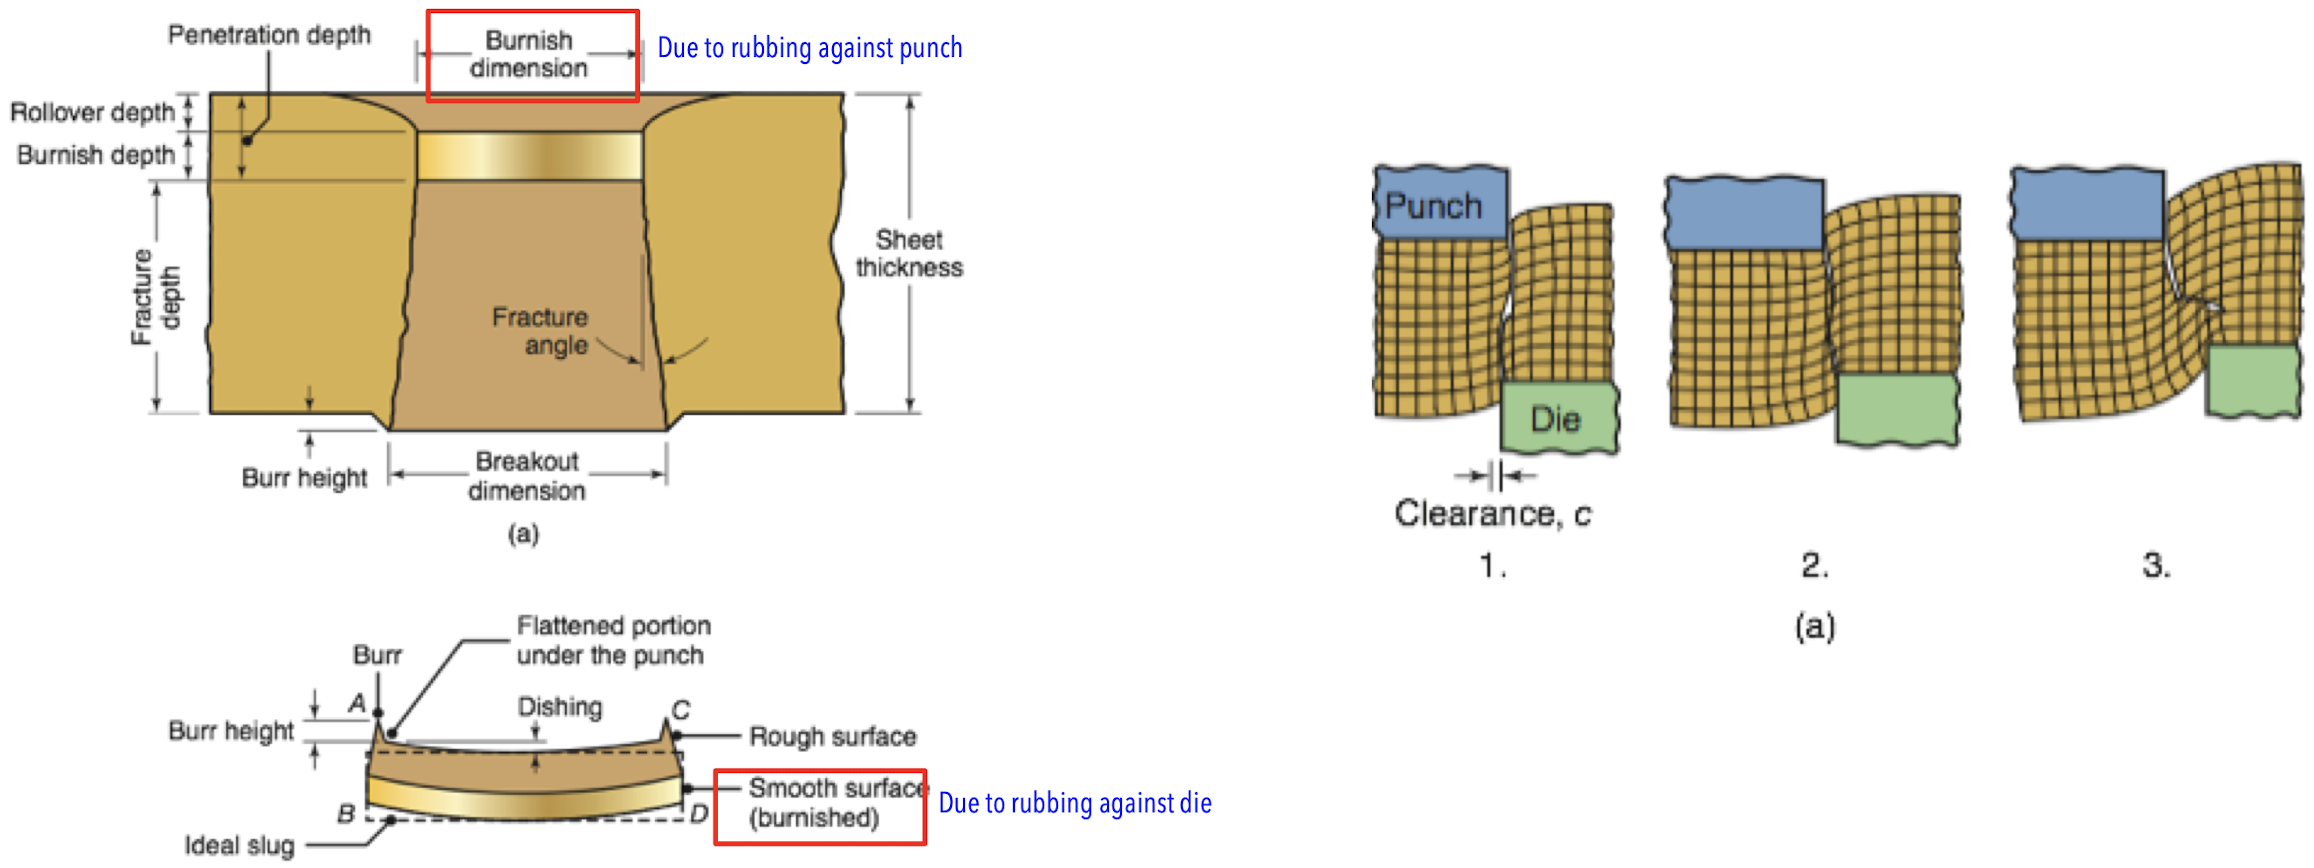 Penetration depth
Burnish
dimension
Due to rubbing against punch
Rollover depth
Burnish depth
Fracture
depth
Sheet
thickness
Fracture
angle
Burr height
Breakout
dimension
(a)
Flattened portion
under the punch
Burr
A
Dishing
C
Burr height
Rough surface
Smooth surface
(burnished)
Due to rubbing against die
B
D
Ideal slug
Punch
Die
Clearance, c
1.
2.
3.
(a)